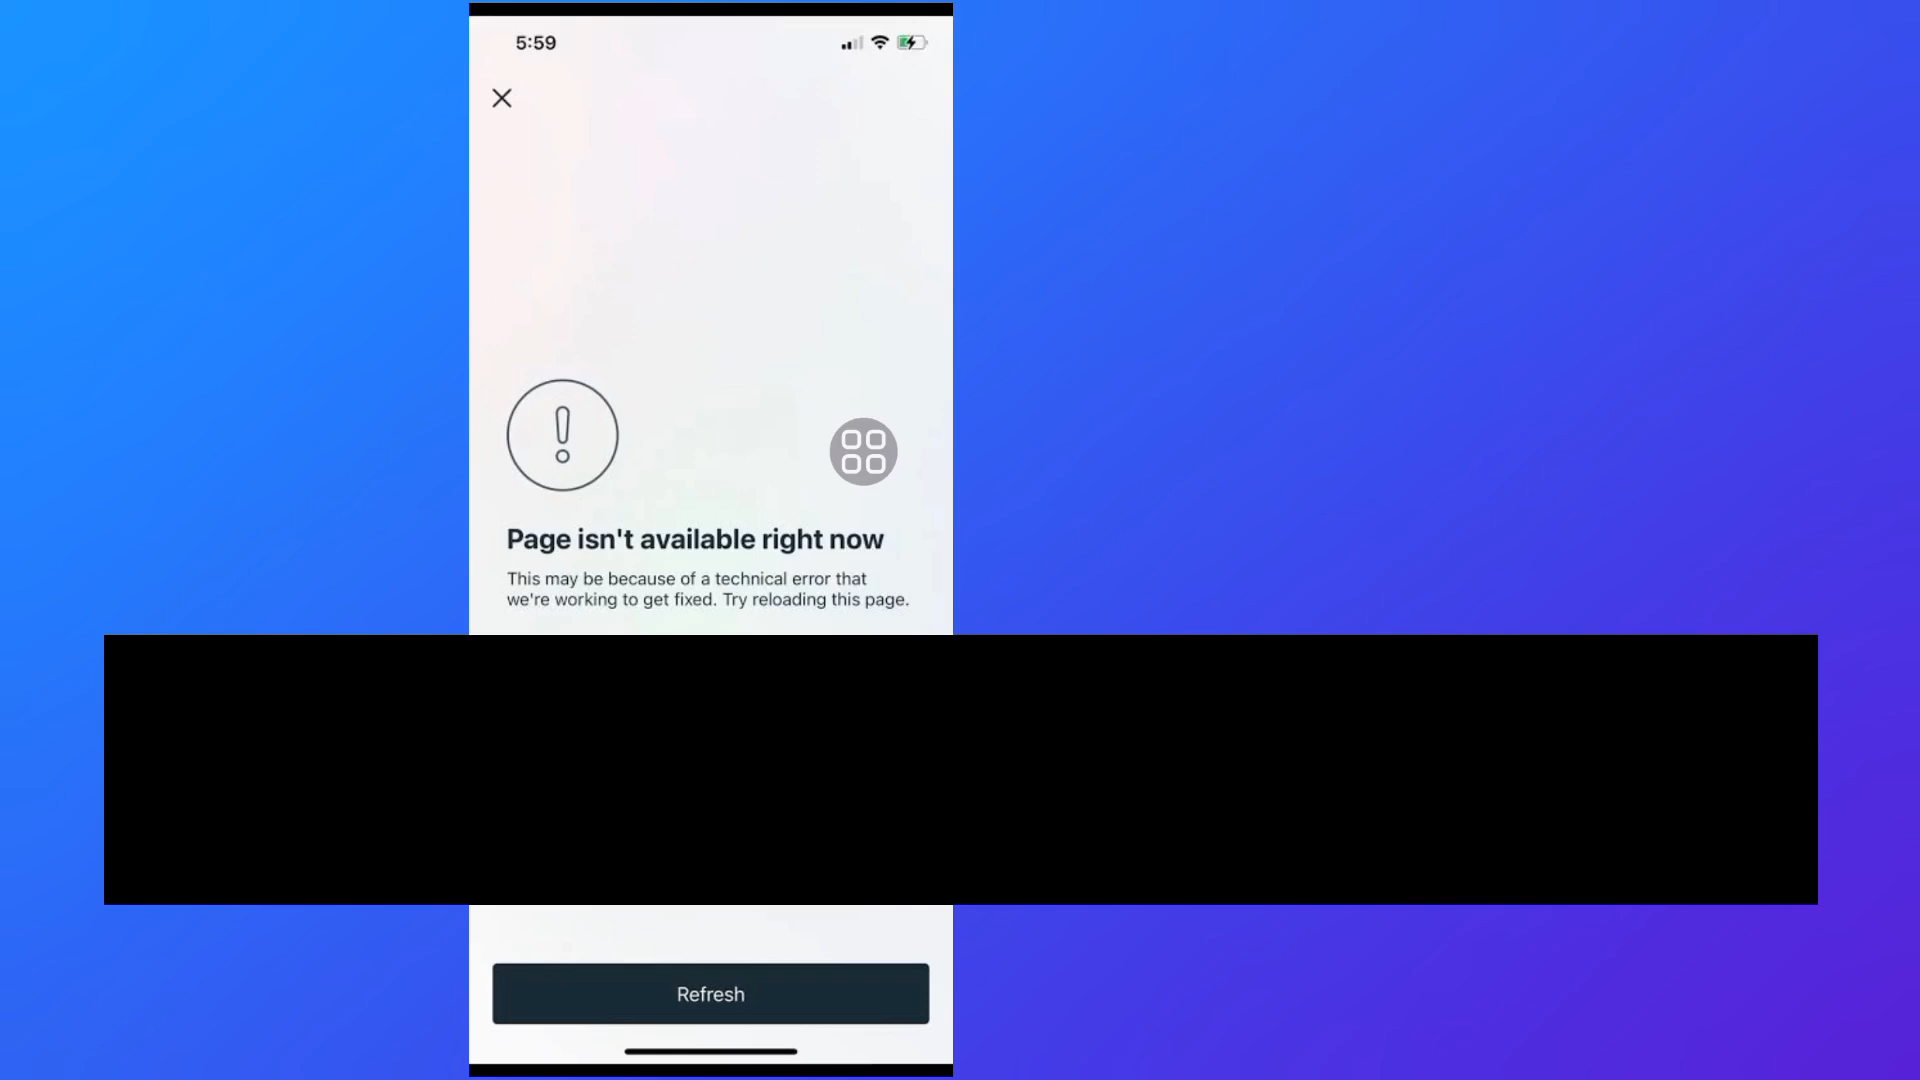 5:59
Page isn't available right now
This may be because of a technical error that
we're working to get fixed. Try reloading this page.
Refresh